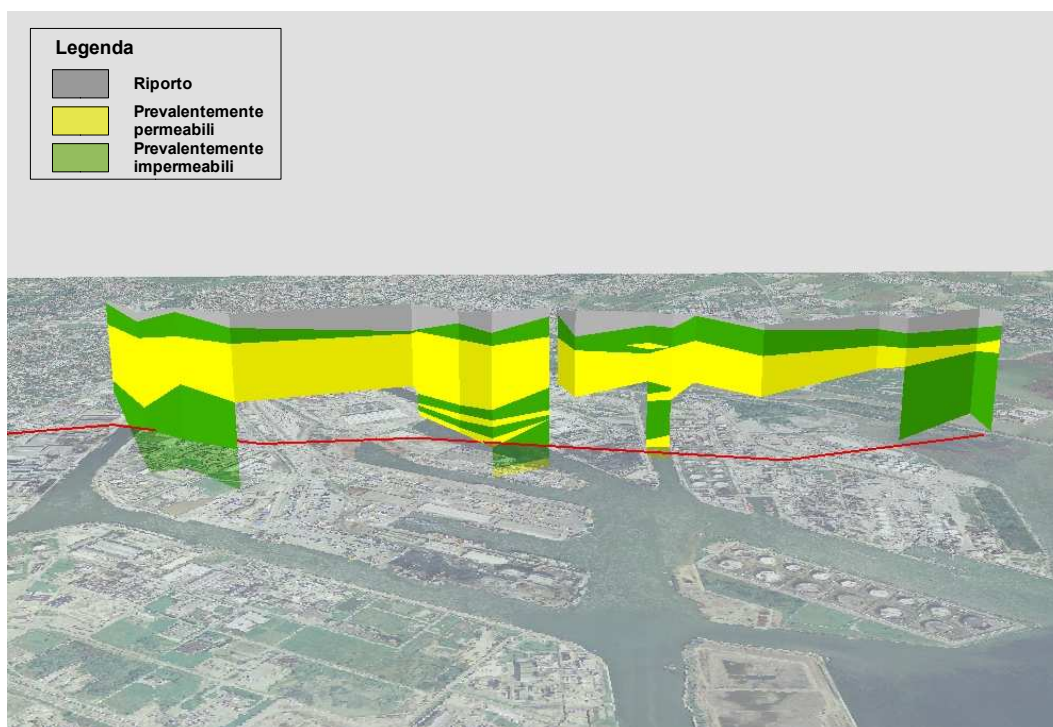 Legenda
Riporto
Prevalentemente
permeabili
Prevalentemente
impermeabili